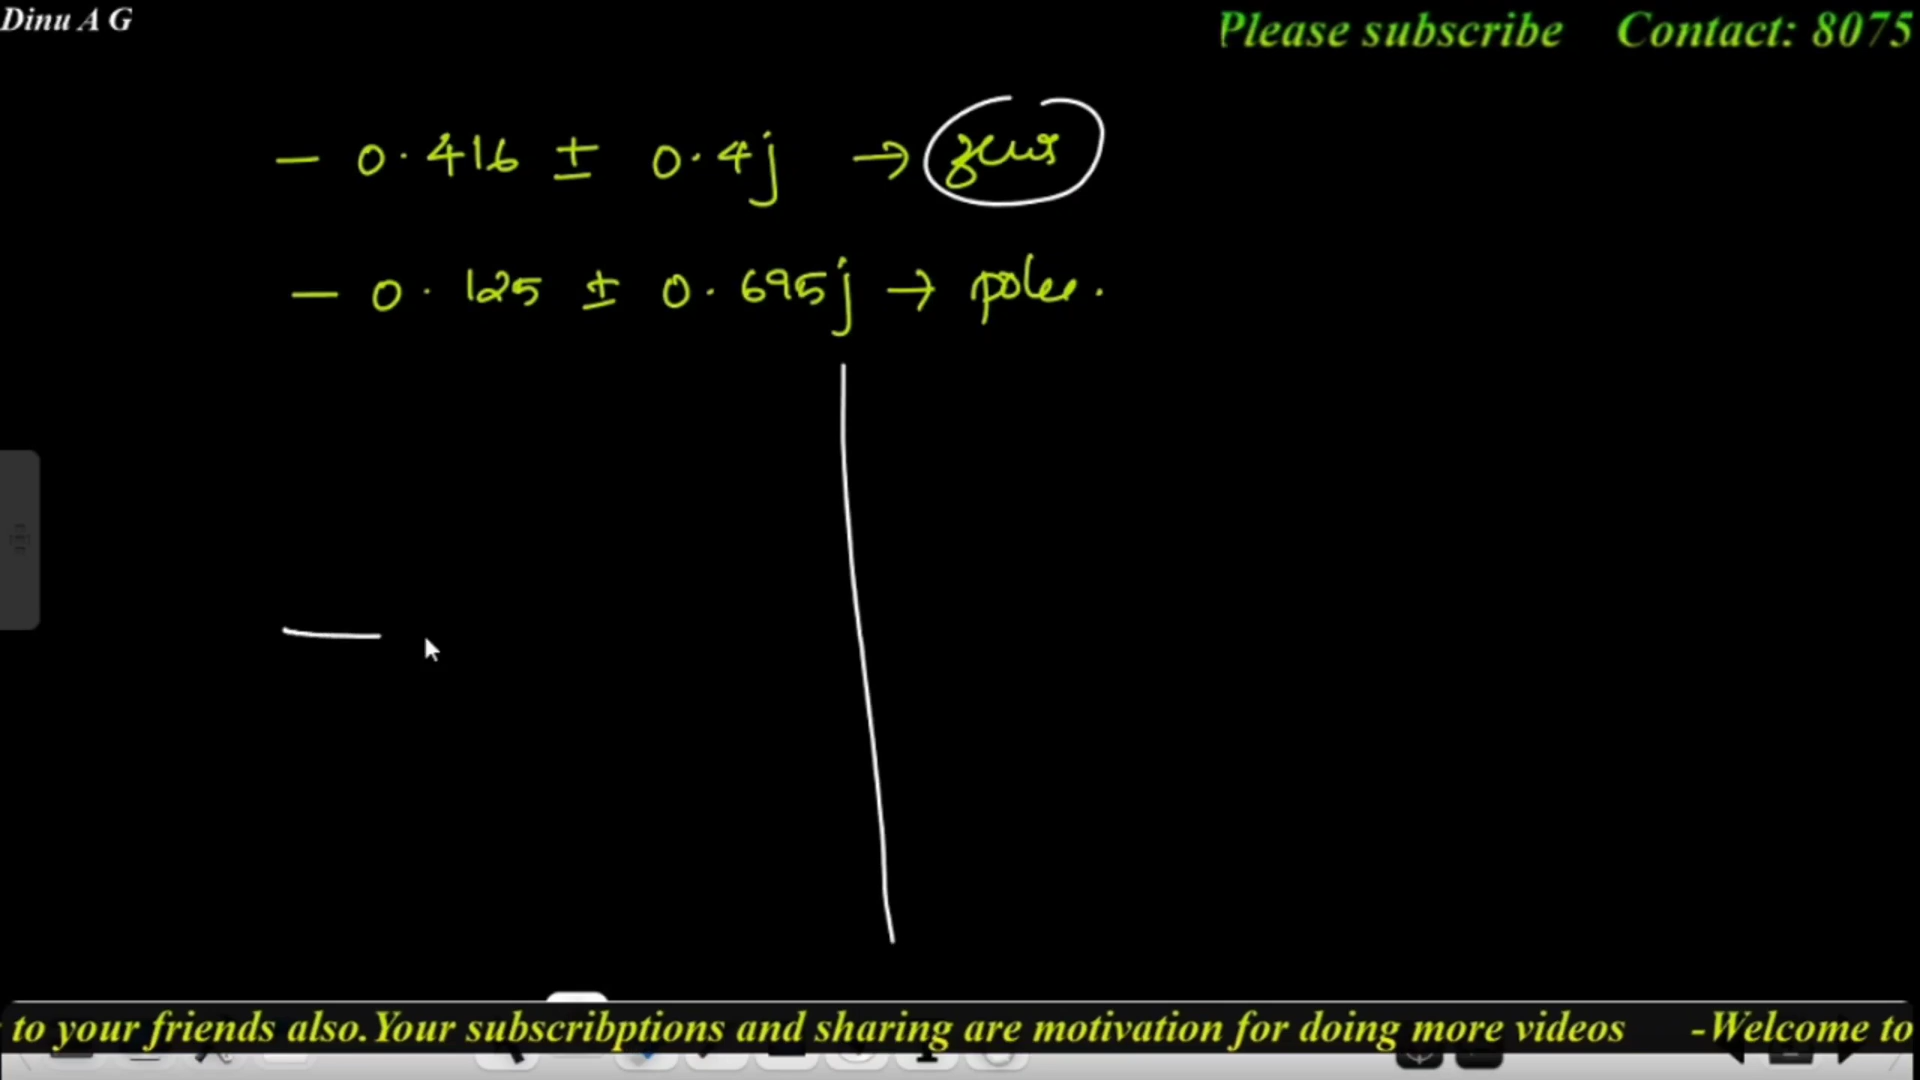 Dinu A G
Please subscribe Contact: 8075
- 0.416 ± 0.4j →
- 0.125 ± 0.695j → poles.
to your friends also.Your subscribptions and sharing are motivation for doing more videos -Welcome to